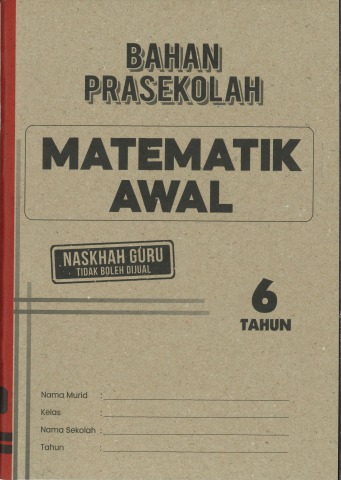 BAHAN
PRASEKOLAH
MATEMATIK
AWAL
NASKHAH GURU
TIDAK BOLEH DIJUAL
6
TAHUN
Nama Murid :
Kelas :
Nama Sekolah :
Tahun :